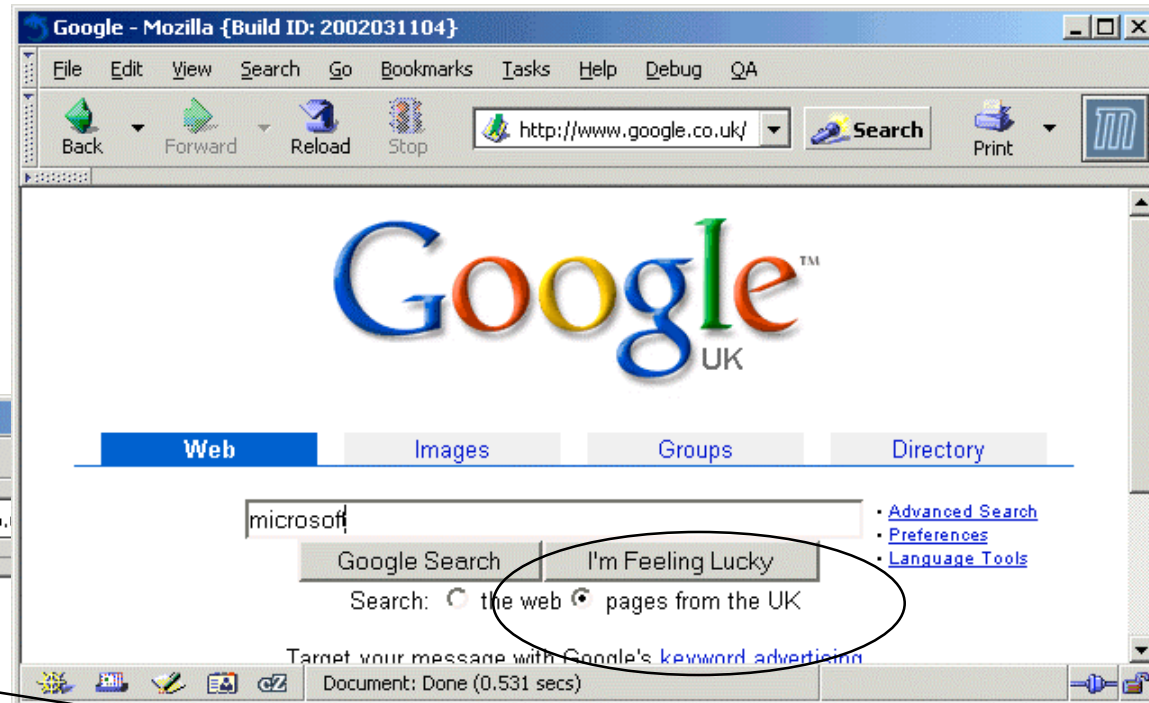 Google - Mozilla {Build ID: 2002031104}
File Edit View Search Go Bookmarks Tasks Help Debug QA
Back Forward Reload Stop http://www.google.co.uk/ Search Print
Google™
UK
Web Images Groups Directory
microsoft
• Advanced Search
• Preferences
• Language Tools
Google Search I'm Feeling Lucky
Search: the web pages from the UK
Target your message with Google's keyword advertising
Document: Done (0.531 secs)